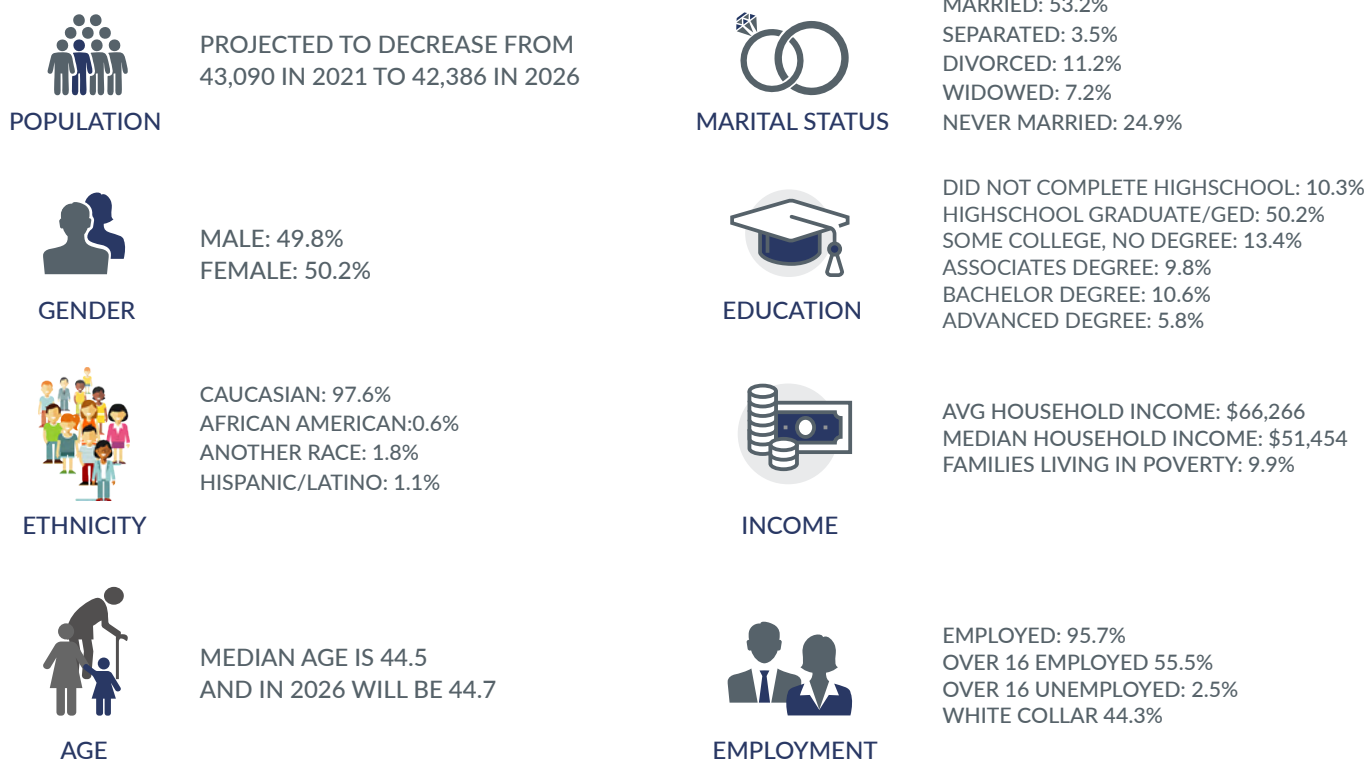 PROJECTED TO DECREASE FROM
43,090 IN 2021 TO 42,386 IN 2026
POPULATION
MALE: 49.8%
FEMALE: 50.2%
GENDER
CAUCASIAN: 97.6%
AFRICAN AMERICAN:0.6%
ANOTHER RACE: 1.8%
HISPANIC/LATINO: 1.1%
ETHNICITY
MEDIAN AGE IS 44.5
AND IN 2026 WILL BE 44.7
AGE
MARRIED: 53.2%
SEPARATED: 3.5%
DIVORCED: 11.2%
WIDOWED: 7.2%
NEVER MARRIED: 24.9%
MARITAL STATUS
DID NOT COMPLETE HIGHSCHOOL: 10.3%
HIGHSCHOOL GRADUATE/GED: 50.2%
SOME COLLEGE, NO DEGREE: 13.4%
ASSOCIATES DEGREE: 9.8%
BACHELOR DEGREE: 10.6%
ADVANCED DEGREE: 5.8%
EDUCATION
AVG HOUSEHOLD INCOME: $66,266
MEDIAN HOUSEHOLD INCOME: $51,454
FAMILIES LIVING IN POVERTY: 9.9%
INCOME
EMPLOYED: 95.7%
OVER 16 EMPLOYED 55.5%
OVER 16 UNEMPLOYED: 2.5%
WHITE COLLAR 44.3%
EMPLOYMENT